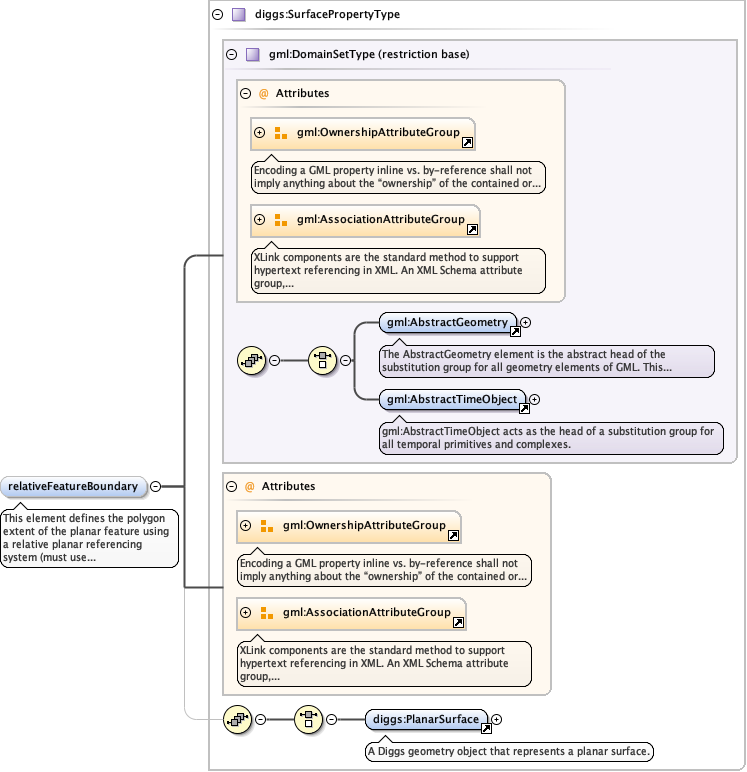 diggs:SurfacePropertyType
gml:DomainSetType (restriction base)
@ Attributes
gml:OwnershipAttributeGroup
Encoding a GML property inline vs. by-reference shall not
imply anything about the “ownership” of the contained or...
gml:AssociationAttributeGroup
XLink components are the standard method to support
hypertext referencing in XML. An XML Schema attribute
group,...
gml:AbstractGeometry
The AbstractGeometry element is the abstract head of the
substitution group for all geometry elements of GML. This...
gml:AbstractTimeObject
gml:AbstractTimeObject acts as the head of a substitution group for
all temporal primitives and complexes.
relativeFeatureBoundary
This element defines the polygon
extent of the planar feature using
a relative planar referencing
system (must use...
@ Attributes
gml:OwnershipAttributeGroup
Encoding a GML property inline vs. by-reference shall not
imply anything about the “ownership” of the contained or...
gml:AssociationAttributeGroup
XLink components are the standard method to support
hypertext referencing in XML. An XML Schema attribute
group,...
diggs:PlanarSurface
A Diggs geometry object that represents a planar surface.